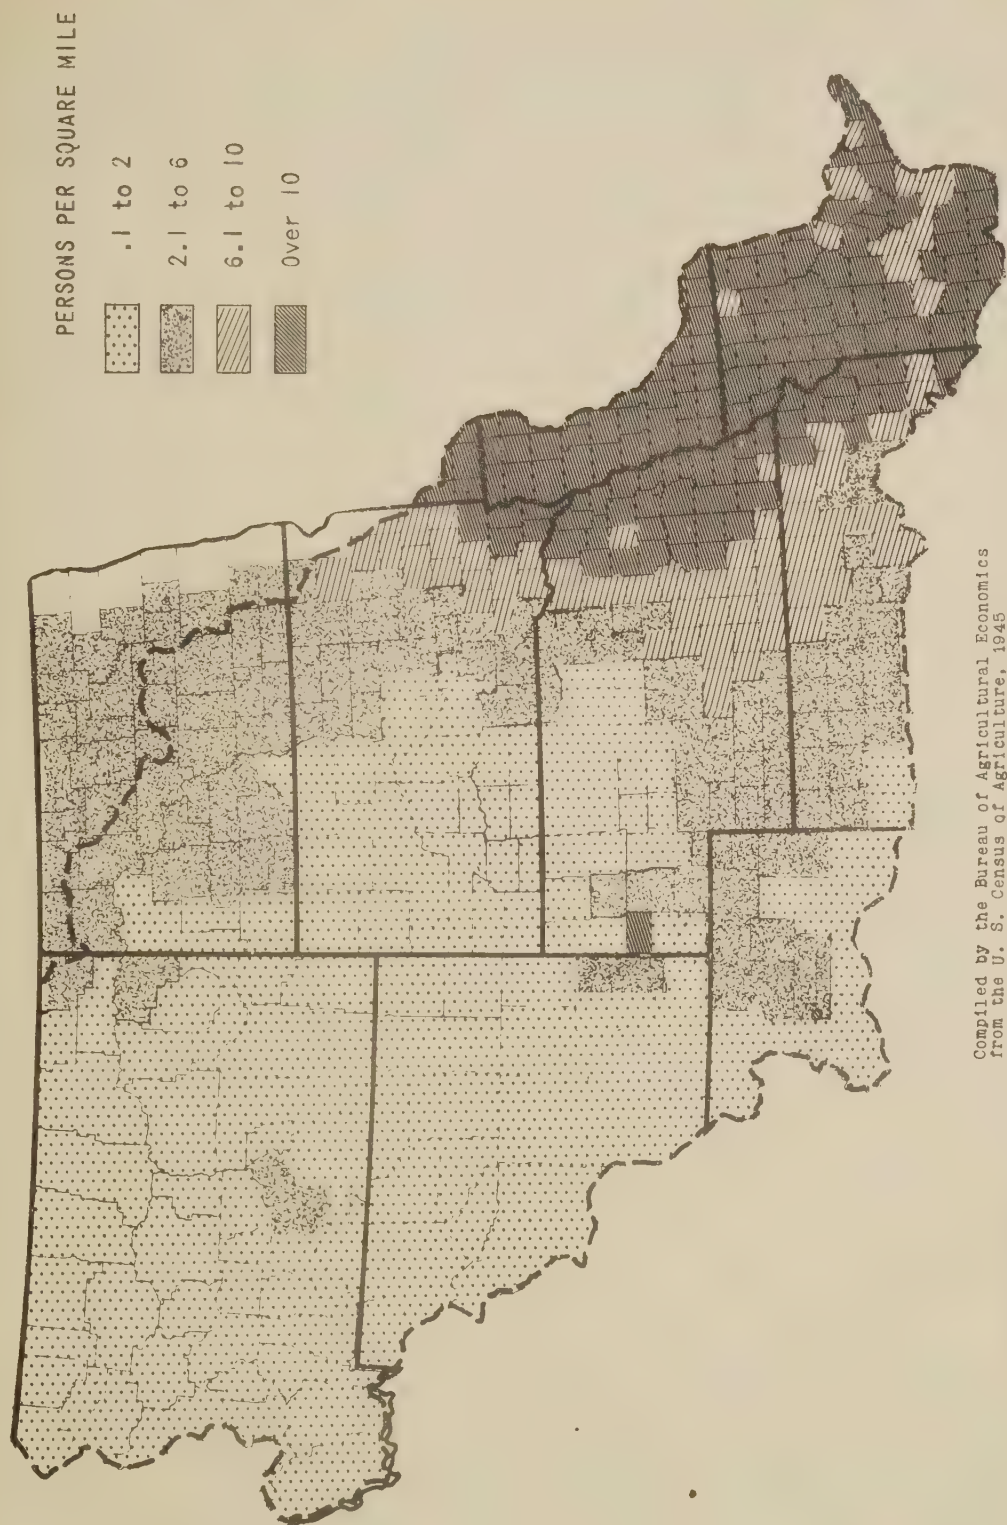 PERSONS PER SQUARE MILE
.1 to 2
2.1 to 6
6.1 to 10
Over 10
Compiled by the Bureau of Agricultural Economics
from the U. S. Census of Agriculture, 1945